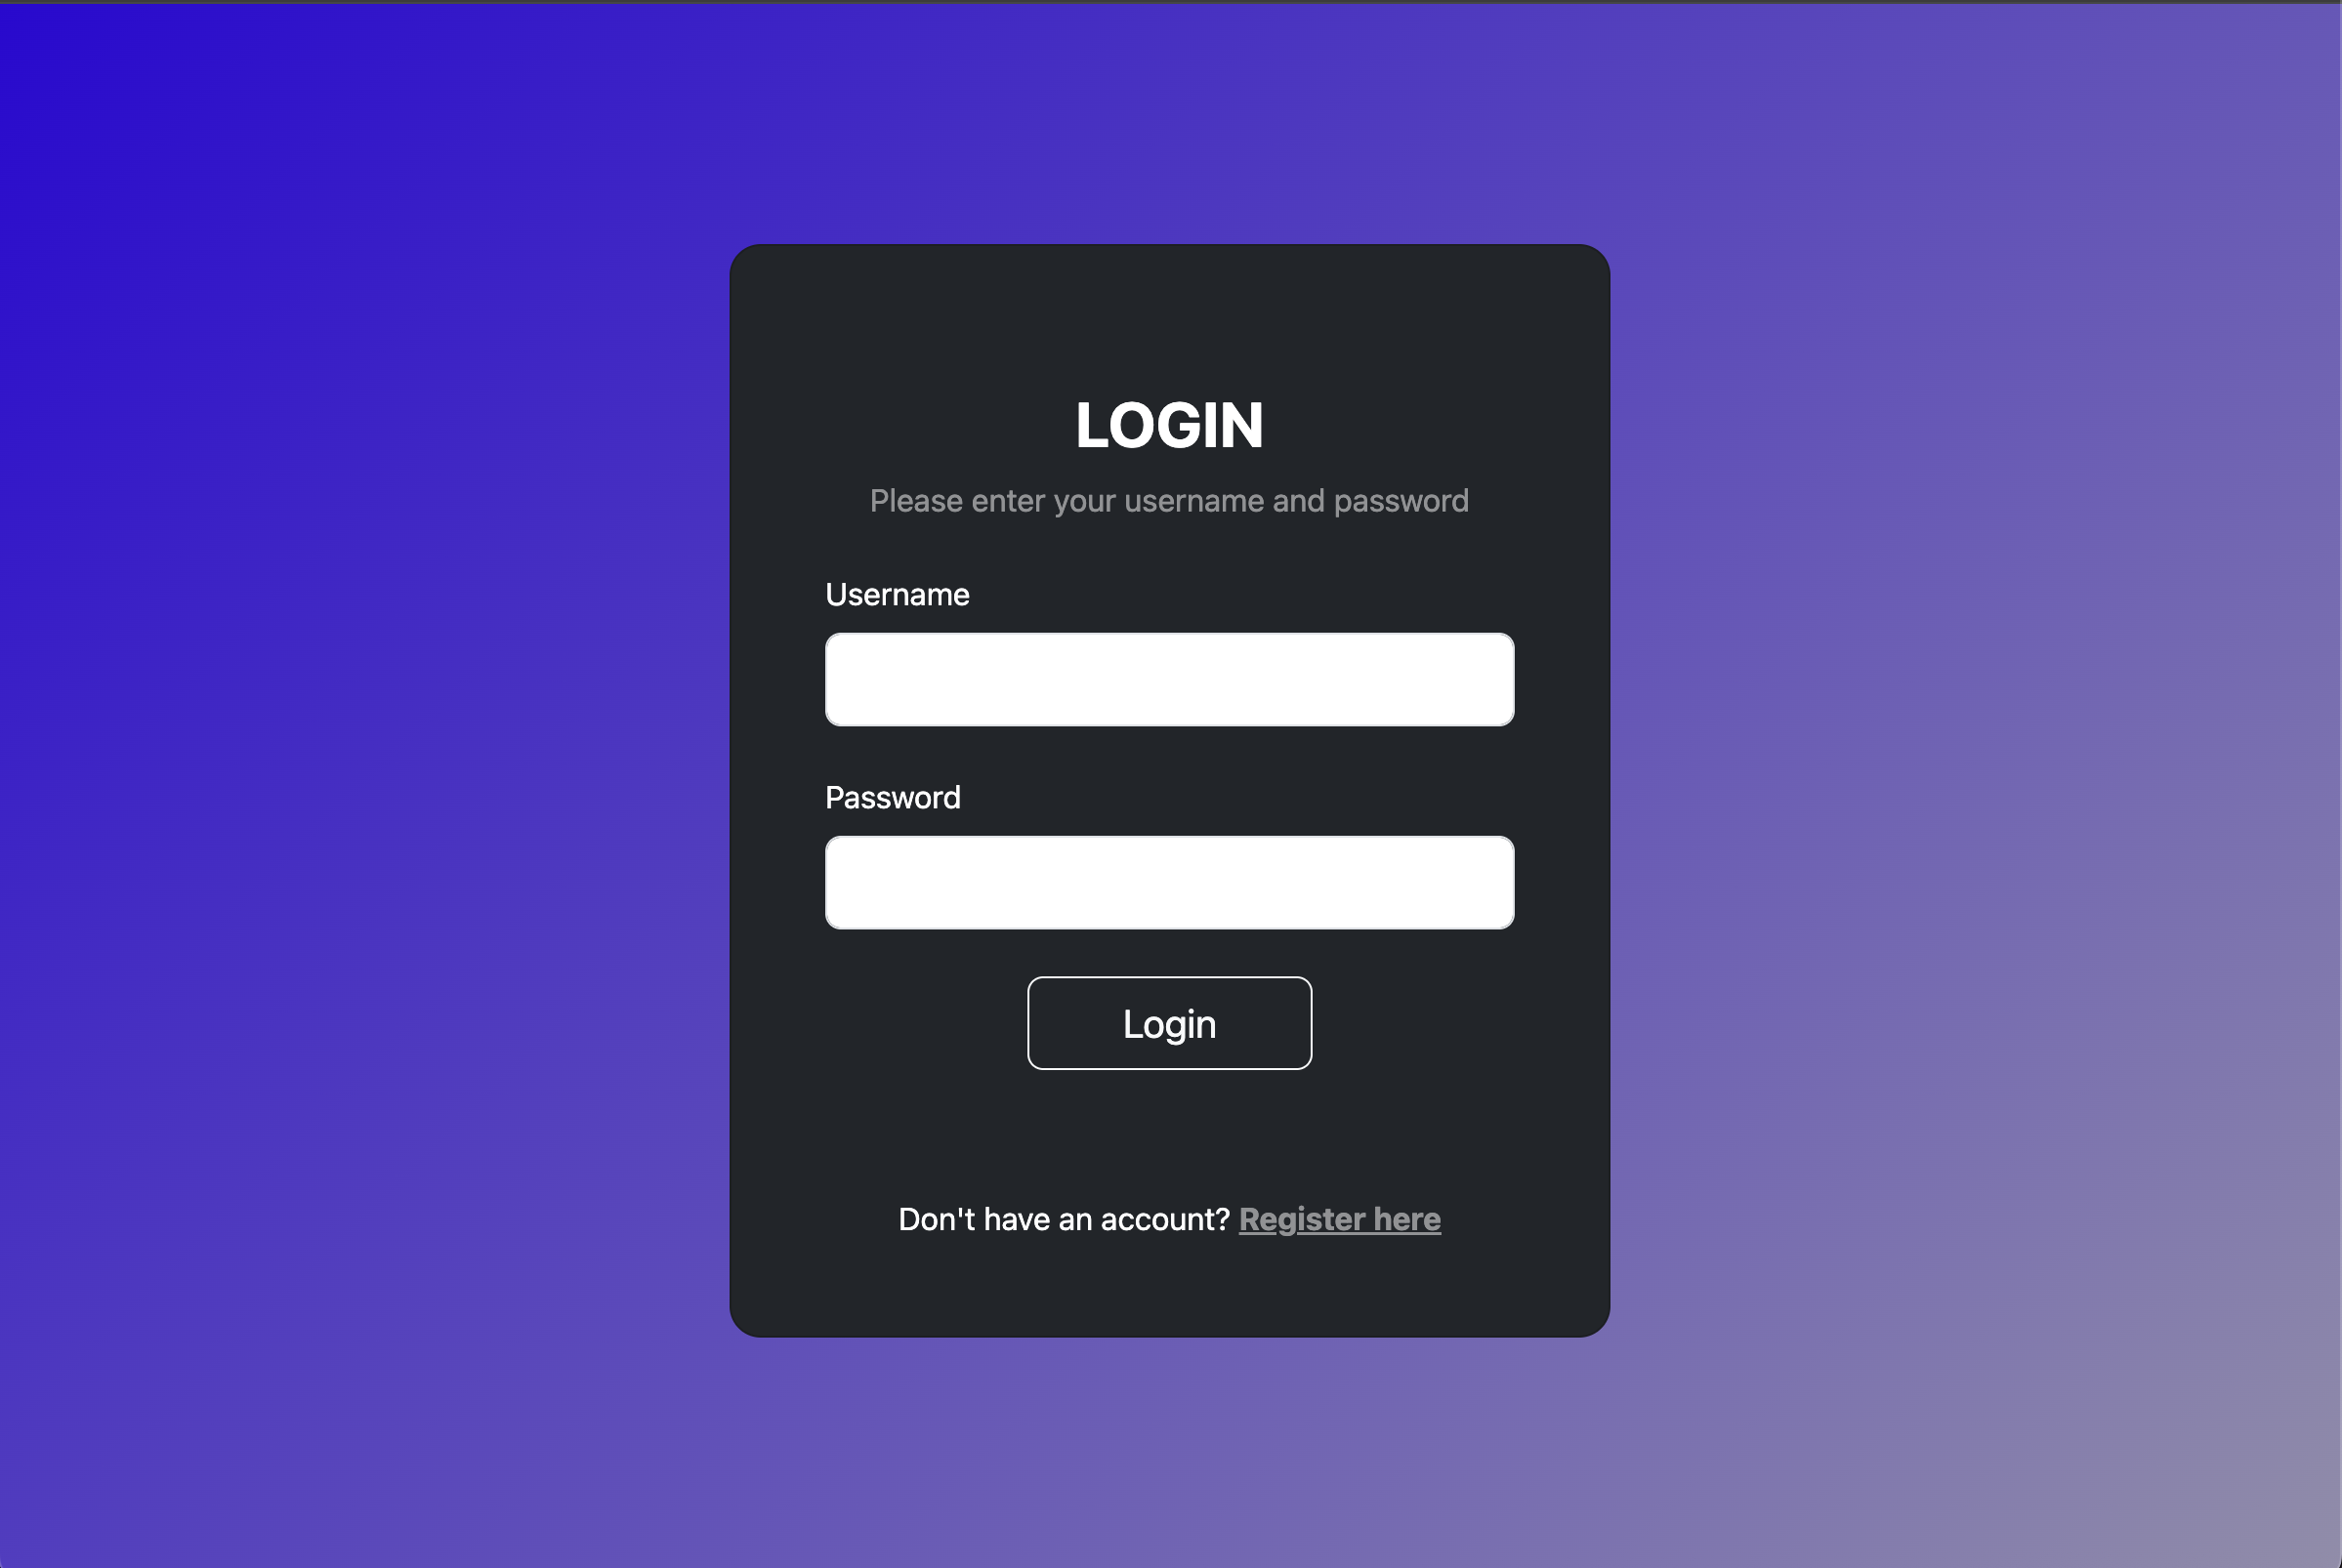 LOGIN
Please enter your username and password
Username
Password
Login
Don't have an account? Register here